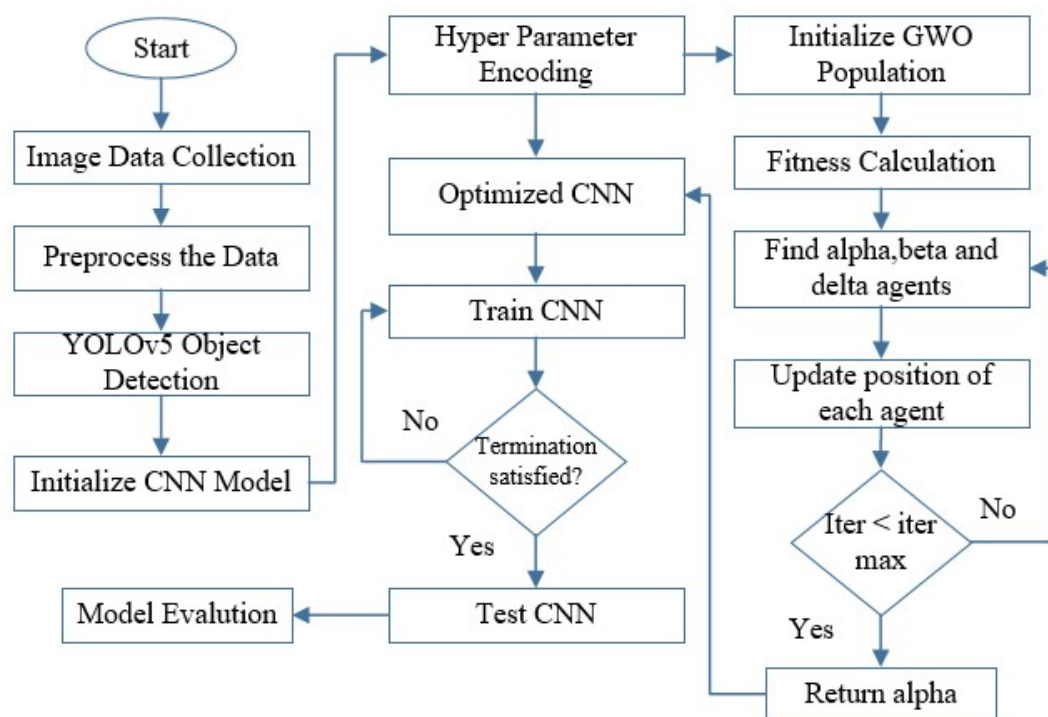 Start
Image Data Collection
Preprocess the Data
YOLOv5 Object
Detection
Initialize CNN Model
Hyper Parameter
Encoding
Optimized CNN
Train CNN
No
Termination
satisfied?
Yes
Test CNN
Model Evalution
Initialize GWO
Population
Fitness Calculation
Find alpha,beta and
delta agents
Update position of
each agent
Iter < iter
max
No
Yes
Return alpha